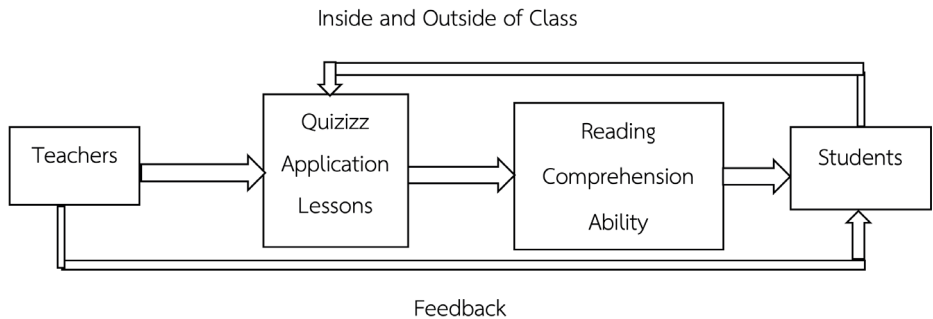 Inside and Outside of Class
Teachers
Quizizz
Application
Lessons
Reading
Comprehension
Ability
Students
Feedback